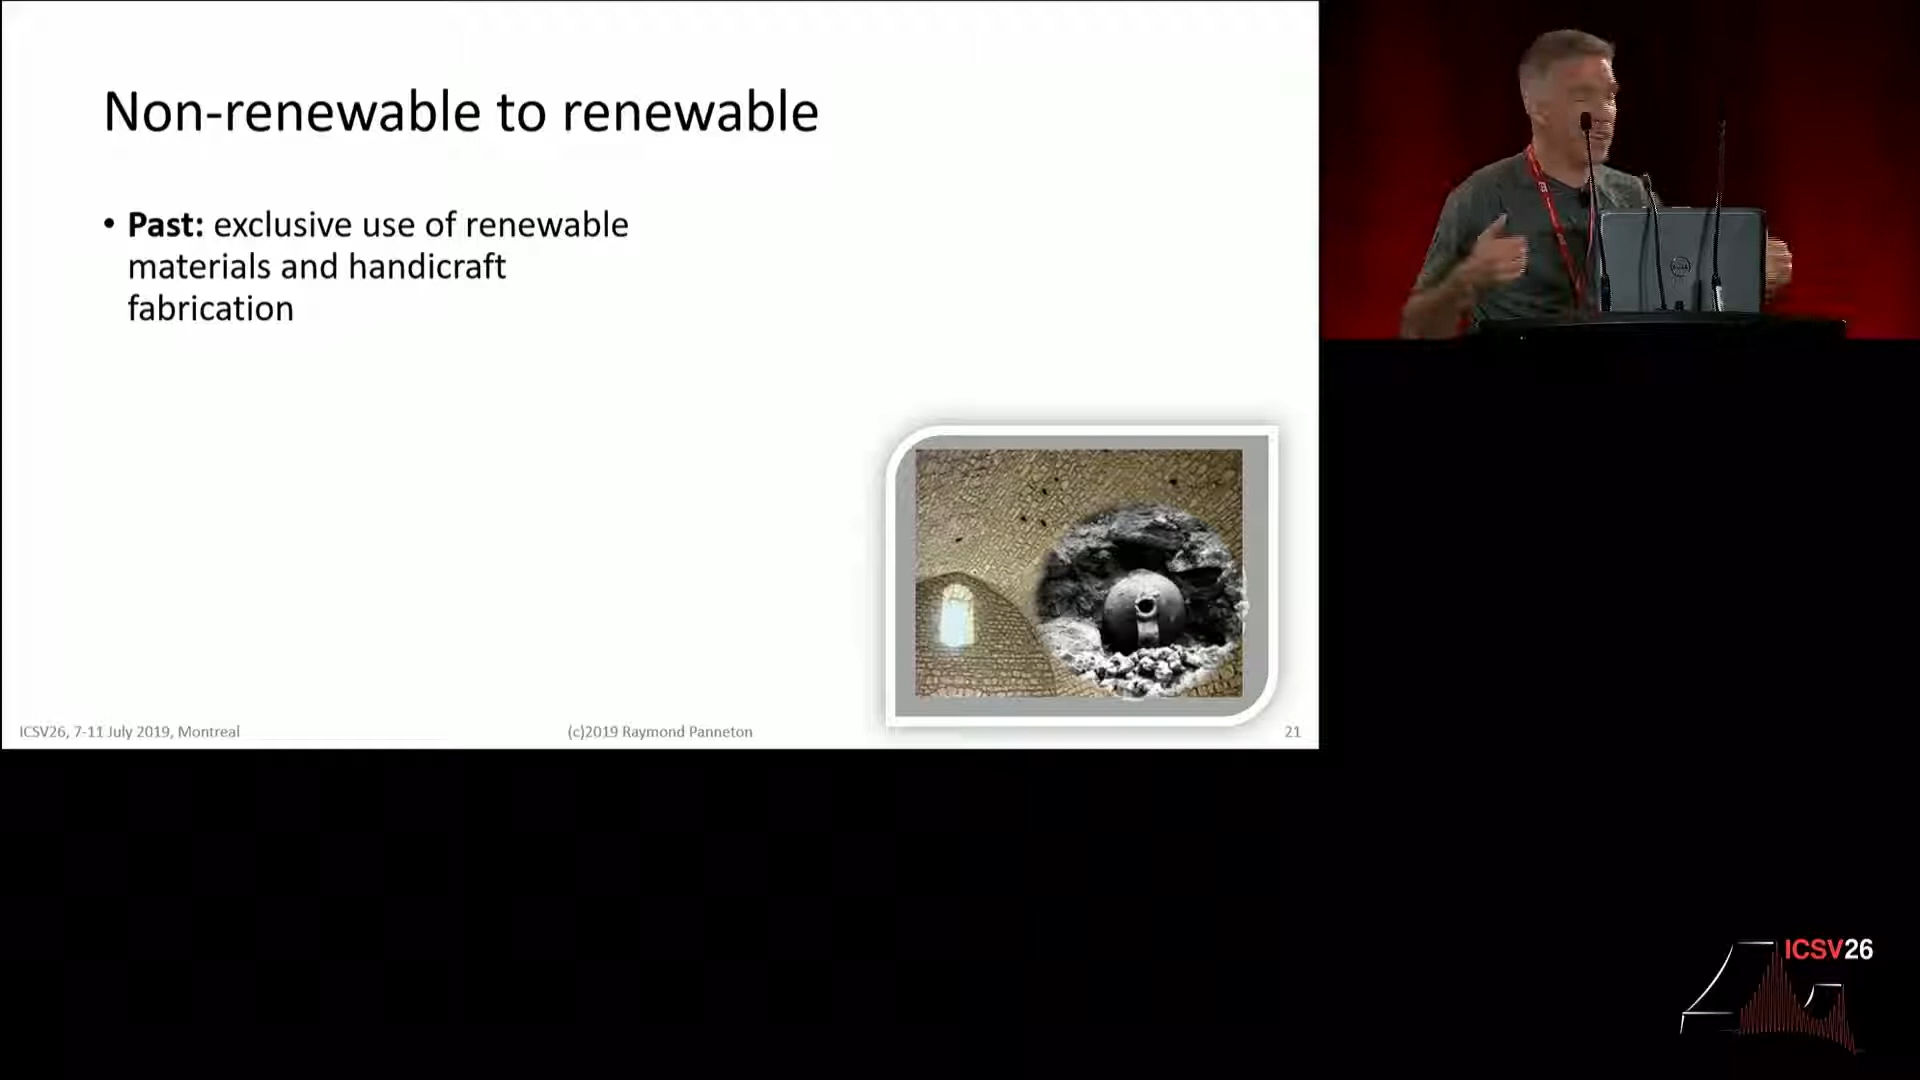 Non-renewable to renewable
• Past: exclusive use of renewable
materials and handicraft
fabrication
ICSV26, 7-11 July 2019, Montreal
(c)2019 Raymond Panneton
21
ICSV26